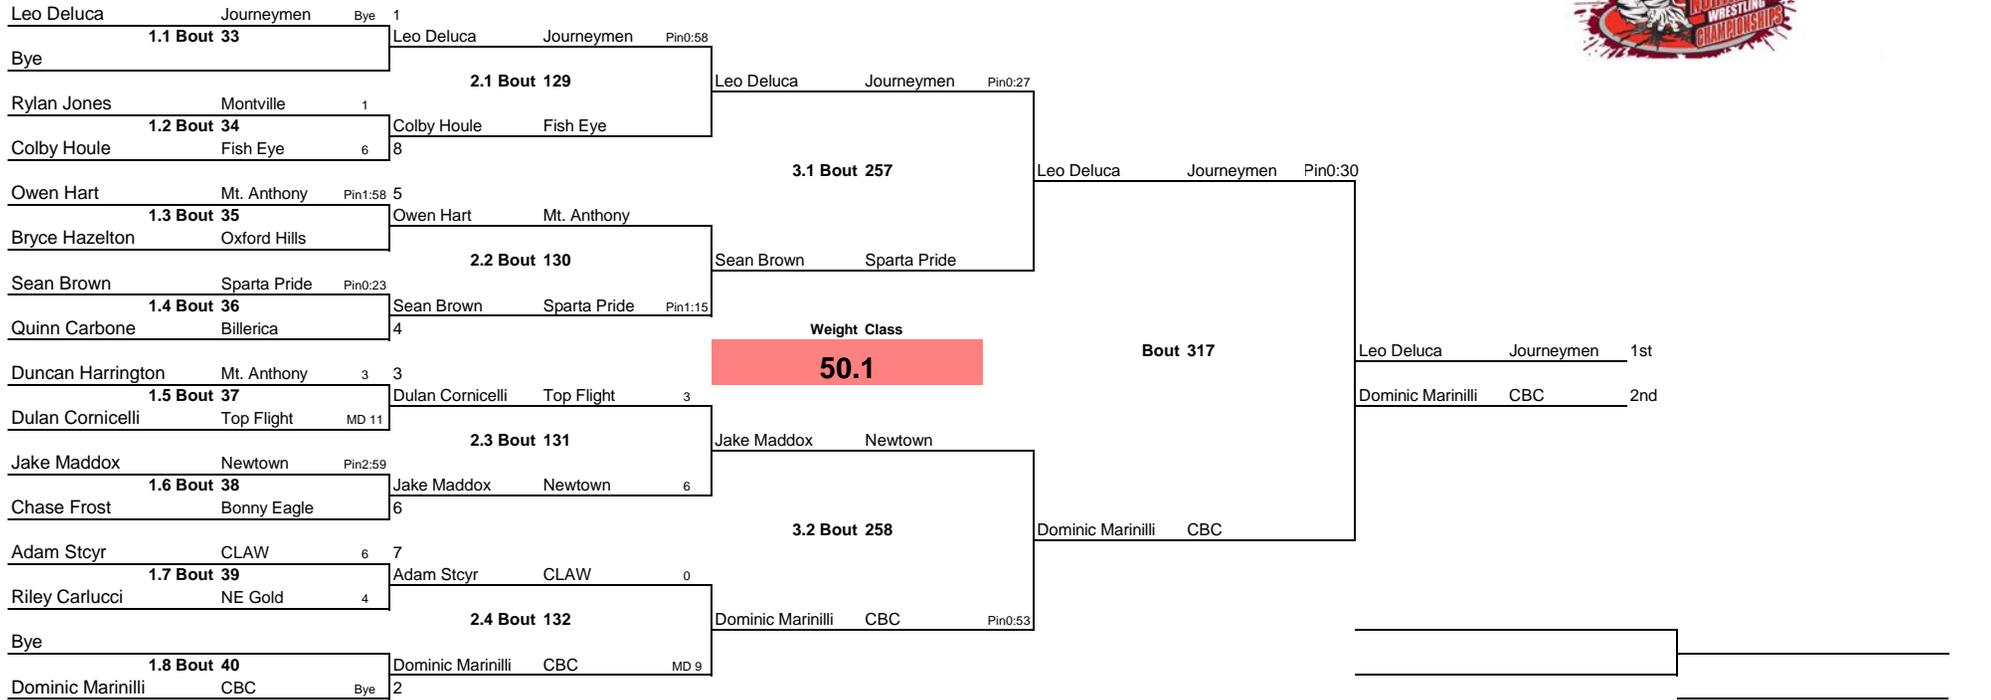 Leo Deluca Journeymen Bye 1
1.1 Bout 33
Bye
Rylan Jones Montville 1
1.2 Bout 34
Colby Houle Fish Eye 6 8
Owen Hart Mt. Anthony Pin1:58 5
1.3 Bout 35
Bryce Hazelton Oxford Hills
Sean Brown Sparta Pride Pin0:23
1.4 Bout 36
Quinn Carbone Billerica 4
Duncan Harrington Mt. Anthony 3 3
1.5 Bout 37
Dulan Cornicelli Top Flight MD 11
Jake Maddox Newtown Pin2:59
1.6 Bout 38
Chase Frost Bonny Eagle 6
Adam Stcyr CLAW 6 7
1.7 Bout 39
Riley Carlucci NE Gold 4
Bye
1.8 Bout 40
Dominic Marinilli CBC Bye 2
Leo Deluca Journeymen Pin0:58
2.1 Bout 129
Colby Houle Fish Eye
Owen Hart Mt. Anthony
2.2 Bout 130
Sean Brown Sparta Pride Pin1:15
Dulan Cornicelli Top Flight 3
2.3 Bout 131
Jake Maddox Newtown 6
Adam Stcyr CLAW 0
2.4 Bout 132
Dominic Marinilli CBC MD 9
Leo Deluca Journeymen Pin0:27
3.1 Bout 257
Sean Brown Sparta Pride
Weight Class
50.1
Jake Maddox Newtown
3.2 Bout 258
Dominic Marinilli CBC Pin0:53
Leo Deluca Journeymen Pin0:30
Bout 317
Dominic Marinilli CBC
Leo Deluca Journeymen 1st
Dominic Marinilli CBC 2nd
WRESTLING
CHAMPIONSHIPS